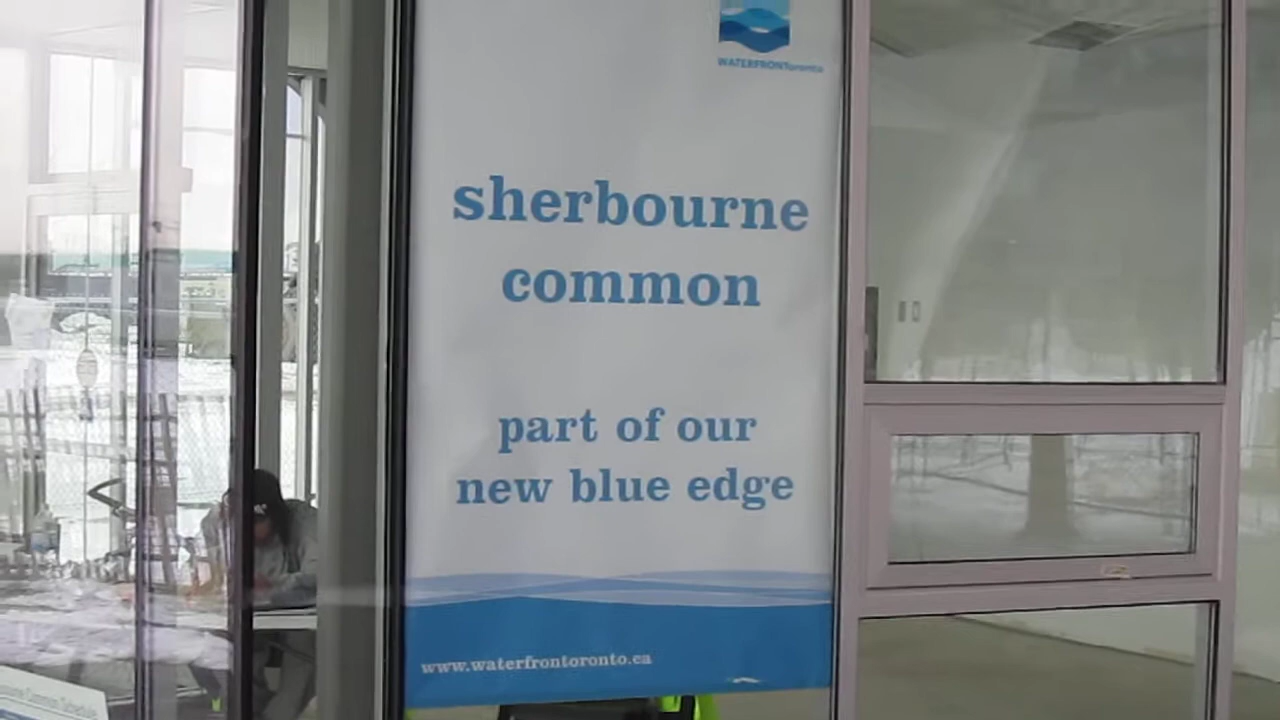 WATERFRONToronto
sherbourne
common
part of our
new blue edge
www.waterfrontoronto.ca